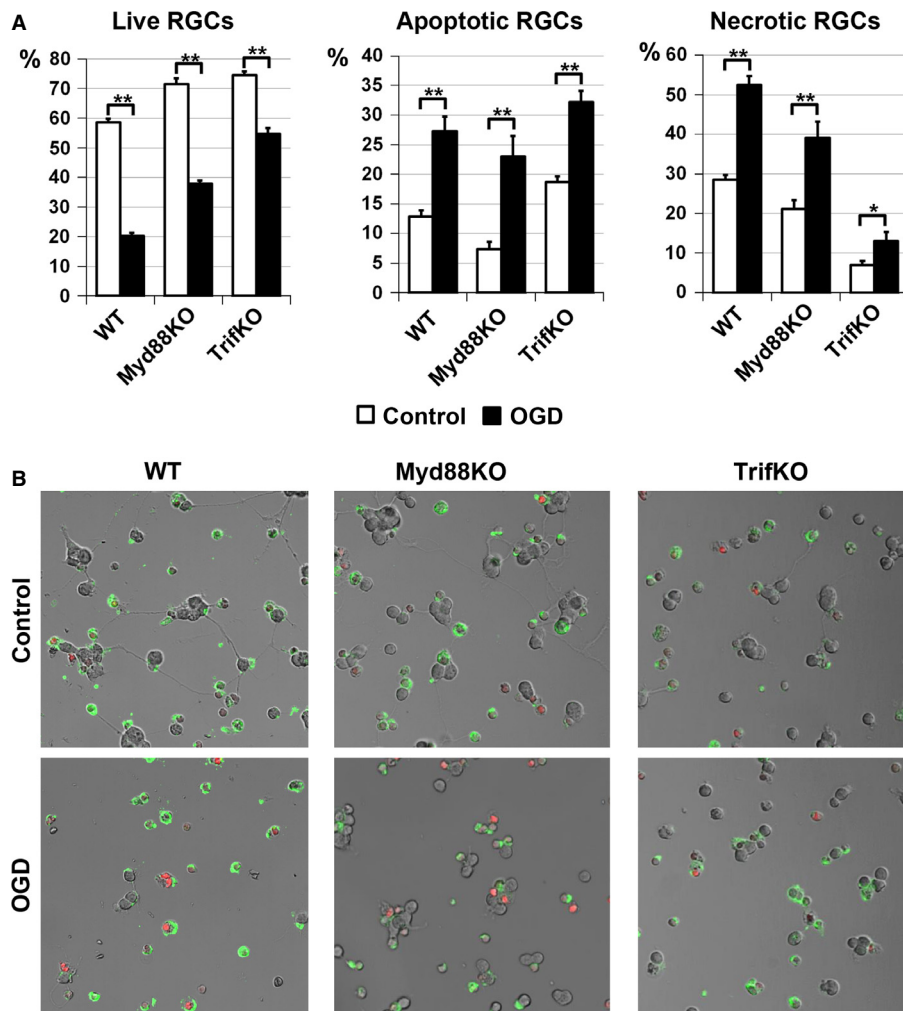 A
Live RGCs
%
80
70
60
50
40
30
20
10
0
**
**
**
WT
Myd88KO
TrifKO
Apoptotic RGCs
%
40
35
30
25
20
15
10
5
0
**
**
**
WT
Myd88KO
TrifKO
Necrotic RGCs
%
60
50
40
30
20
10
0
**
**
*
WT
Myd88KO
TrifKO
Control OGD
B
WT Myd88KO TrifKO
Control
OGD